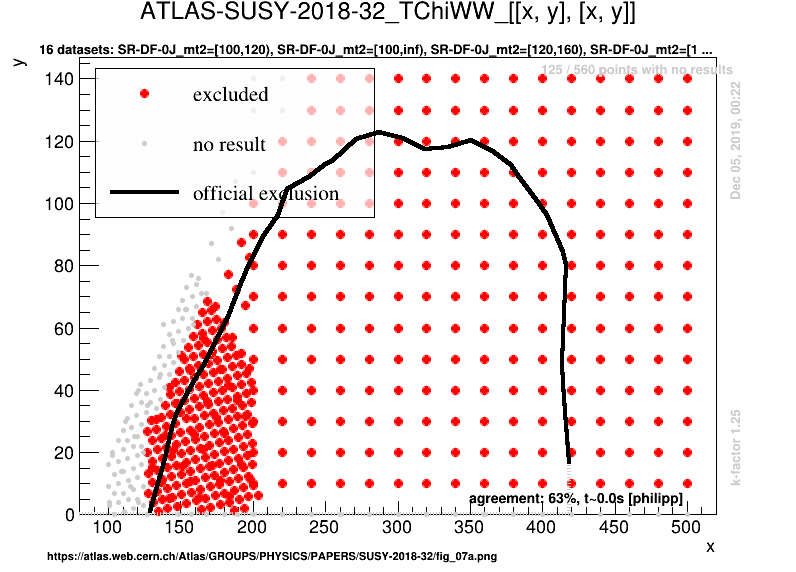 ATLAS-SUSY-2018-32_TChiWW_[[x, y], [x, y]]
16 datasets: SR-DF-0J_mt2=[100,120), SR-DF-0J_mt2=[100,inf), SR-DF-0J_mt2=[120,160), SR-DF-0J_mt2=[1 ...
y
125 / 560 points with no results
140
120
100
80
60
40
20
0
excluded
no result
official exclusion
Dec 05, 2019, 00:22
k-factor 1.25
agreement: 63%, t~0.0s [philipp]
100 150 200 250 300 350 400 450 500
x
https://atlas.web.cern.ch/Atlas/GROUPS/PHYSICS/PAPERS/SUSY-2018-32/fig_07a.png